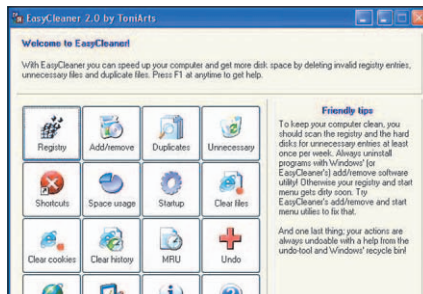 EasyCleaner 2.0 by ToniArts
Welcome to EasyCleaner!
With EasyCleaner you can speed up your computer and get more disk space by deleting invalid registry entries,
unnecessary files and duplicate files. Press F1 at anytime to get help.
Registry
Add/remove
Duplicates
Unnecessary
Shortcuts
Space usage
Startup
Clear files
Clear cookies
Clear history
MRU
Undo
Friendly tips
To keep your computer clean, you
should scan the registry and the hard
disks for unnecessary entries at least
once per week. Always uninstall
programs with Windows' (or
EasyCleaner's) add/remove software
utility! Otherwise your registry and start
menu gets dirty soon. Try
EasyCleaner's add/remove and start
menu utilies to fix that.
And one last thing; your actions are
always undoable with a help from the
undo-tool and Windows' recycle bin!